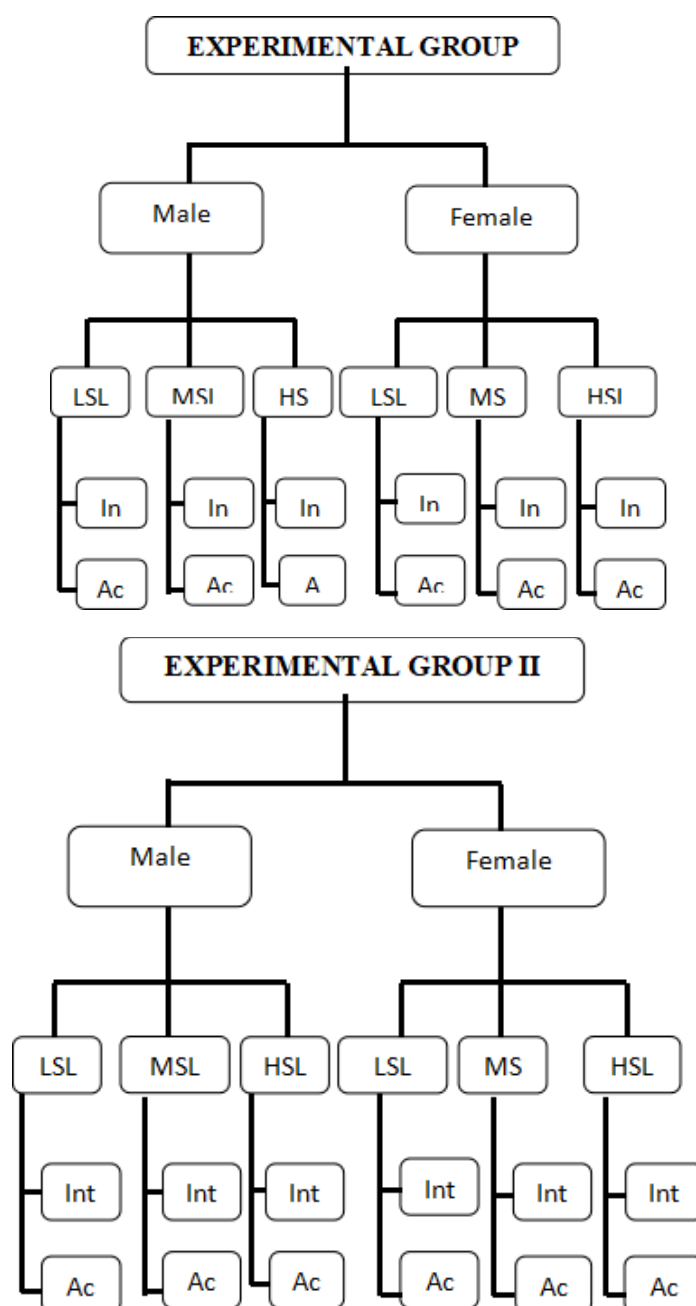 EXPERIMENTAL GROUP
Male Female
LSL MSL HS LSL MS HSL
In In In In In In
Ac Ac A Ac Ac Ac
EXPERIMENTAL GROUP II
Male Female
LSL MSL HSL LSL MS HSL
Int Int Int Int Int Int
Ac Ac Ac Ac Ac Ac